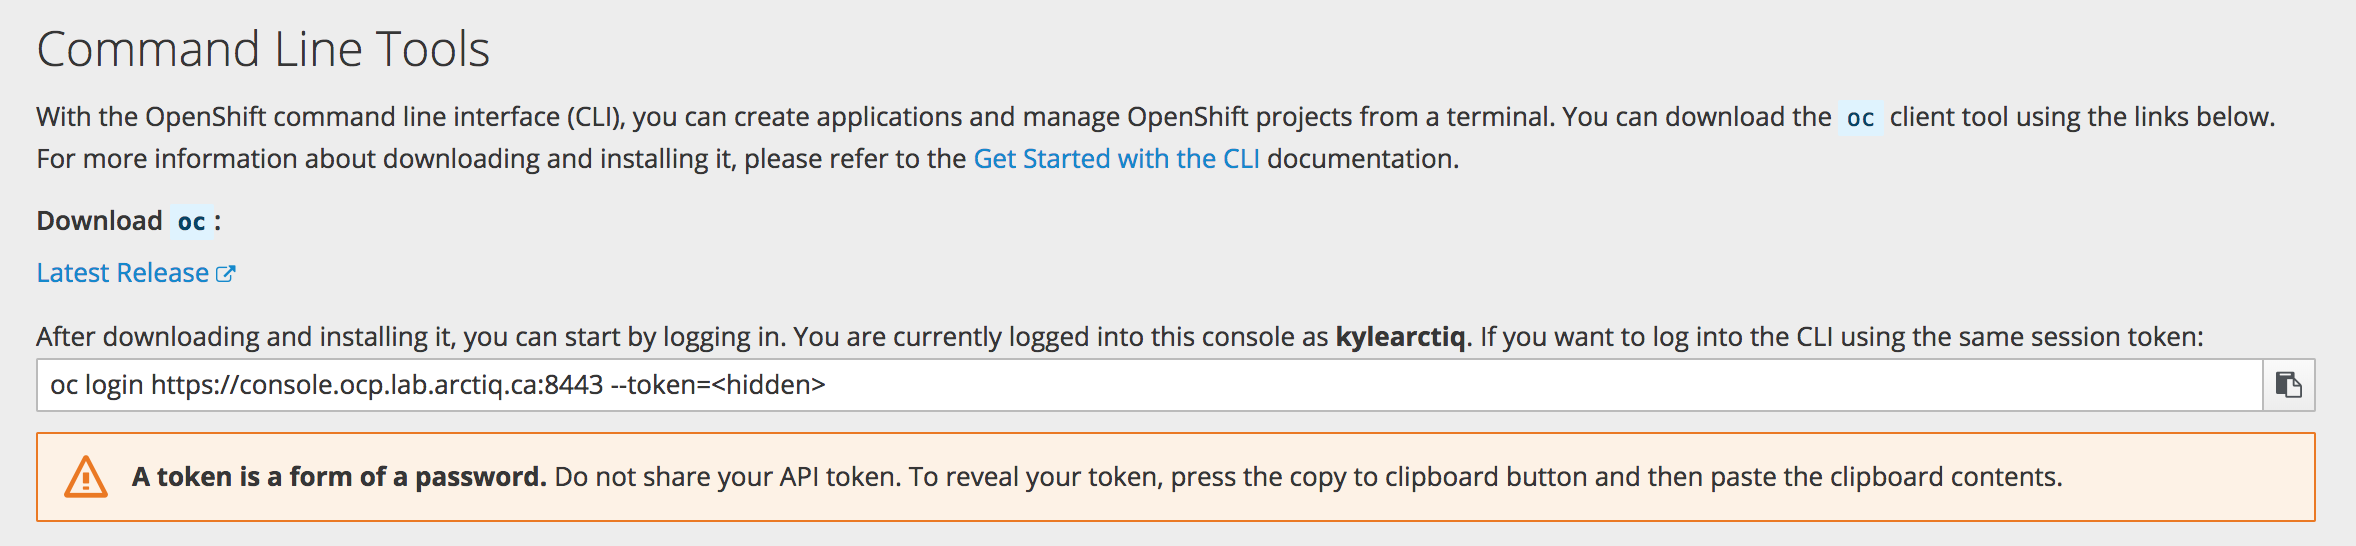 Command Line Tools
With the OpenShift command line interface (CLI), you can create applications and manage OpenShift projects from a terminal. You can download the oc client tool using the links below.
For more information about downloading and installing it, please refer to the Get Started with the CLI documentation.
Download oc:
Latest Release
After downloading and installing it, you can start by logging in. You are currently logged into this console as kylearctiq. If you want to log into the CLI using the same session token:
oc login https://console.ocp.lab.arctiq.ca:8443 --token=<hidden>
A token is a form of a password. Do not share your API token. To reveal your token, press the copy to clipboard button and then paste the clipboard contents.